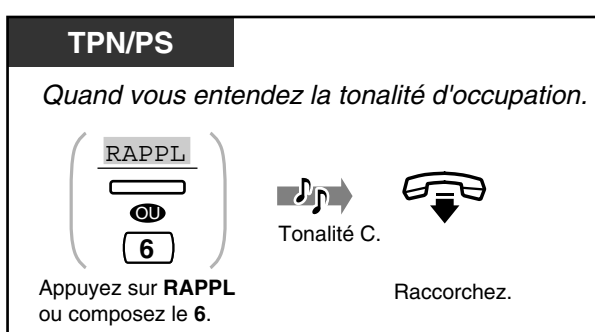 TPN/PS
Quand vous entendez la tonalité d'occupation.
RAPPL
OU
6
Tonalité C.
Appuyez sur RAPPL
ou composez le 6.
Raccorchez.